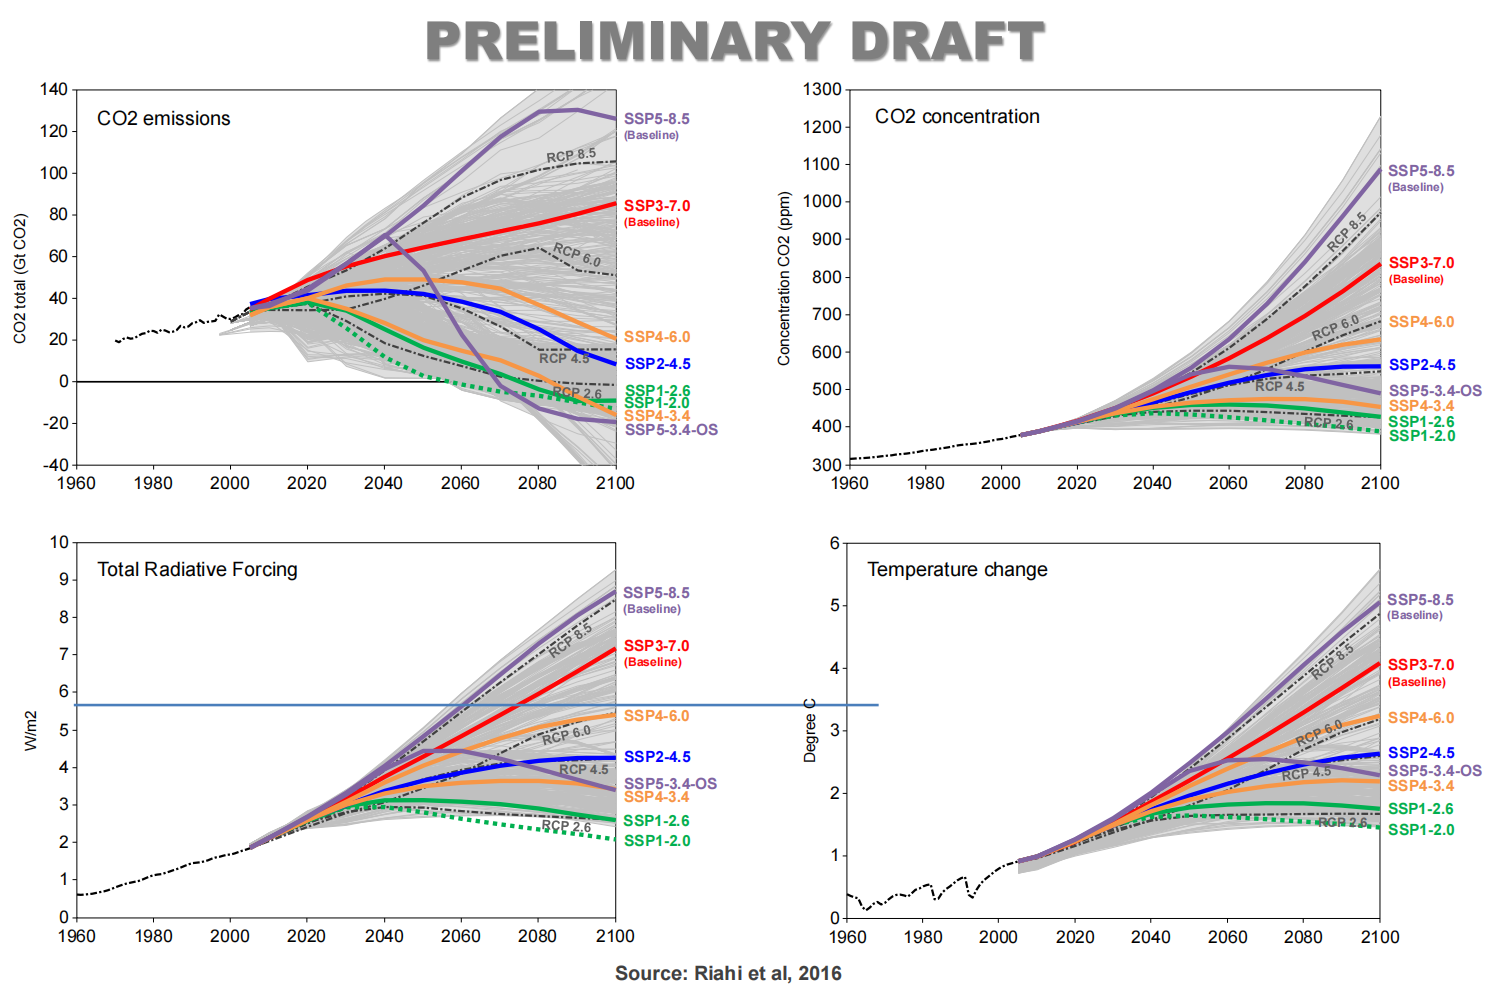 PRELIMINARY DRAFT
CO2 emissions
CO2 total (Gt CO2)
140
120
100
80
60
40
20
0
-20
-40
1960 1980 2000 2020 2040 2060 2080 2100
RCP 8.5
RCP 6.0
RCP 4.5
RCP 2.6
SSP5-8.5
(Baseline)
SSP3-7.0
(Baseline)
SSP4-6.0
SSP2-4.5
SSP1-2.6
SSP1-2.0
SSP4-3.4
SSP5-3.4-OS
CO2 concentration
Concentration CO2 (ppm)
1300
1200
1100
1000
900
800
700
600
500
400
300
1960 1980 2000 2020 2040 2060 2080 2100
RCP 8.5
RCP 6.0
RCP 4.5
RCP 2.6
SSP5-8.5
(Baseline)
SSP3-7.0
(Baseline)
SSP4-6.0
SSP2-4.5
SSP5-3.4-OS
SSP4-3.4
SSP1-2.6
SSP1-2.0
Total Radiative Forcing
W/m2
10
9
8
7
6
5
4
3
2
1
0
1960 1980 2000 2020 2040 2060 2080 2100
RCP 8.5
RCP 6.0
RCP 4.5
RCP 2.6
SSP5-8.5
(Baseline)
SSP3-7.0
(Baseline)
SSP4-6.0
SSP2-4.5
SSP5-3.4-OS
SSP4-3.4
SSP1-2.6
SSP1-2.0
Temperature change
Degree C
6
5
4
3
2
1
0
1960 1980 2000 2020 2040 2060 2080 2100
RCP 8.5
RCP 6.0
RCP 4.5
RCP 2.6
SSP5-8.5
(Baseline)
SSP3-7.0
(Baseline)
SSP4-6.0
SSP2-4.5
SSP5-3.4-OS
SSP4-3.4
SSP1-2.6
SSP1-2.0
Source: Riahi et al, 2016